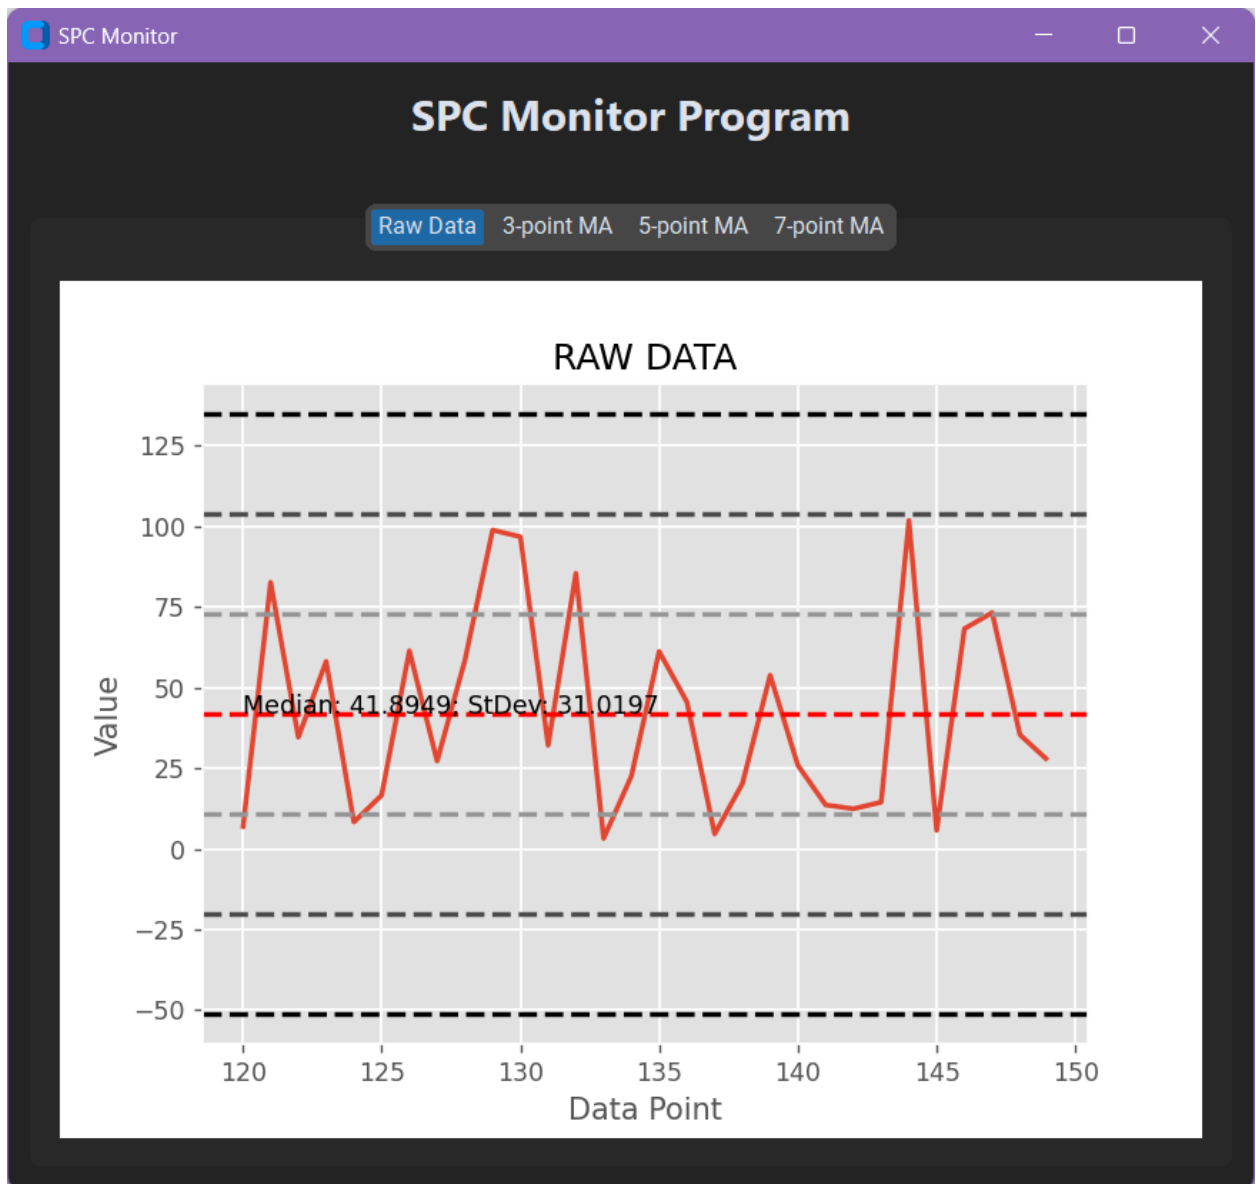 SPC Monitor
SPC Monitor Program
Raw Data 3-point MA 5-point MA 7-point MA
RAW DATA
125
100
75
50
25
0
−25
−50
Value
Median: 41.8949; StDev: 31.0197
120 125 130 135 140 145 150
Data Point